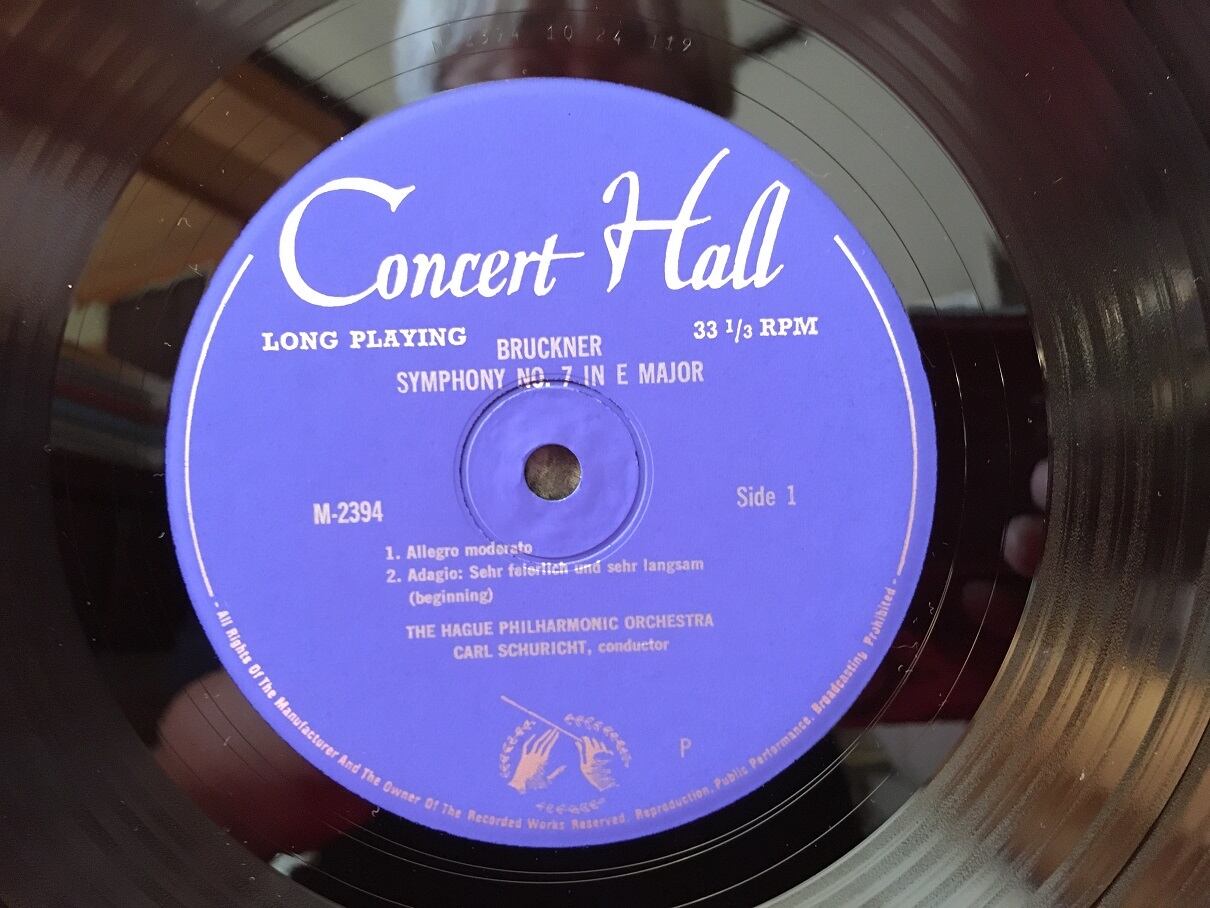 Concert Hall
LONG PLAYING
33 1/3 RPM
BRUCKNER
SYMPHONY NO. 7 IN E MAJOR
M-2394
Side 1
1. Allegro moderato
2. Adagio: Sehr feierlich und sehr langsam
(beginning)
THE HAGUE PHILHARMONIC ORCHESTRA
CARL SCHURICHT, conductor
P
- All Rights Of The Manufacturer And The Owner Of The Recorded Works Reserved. Reproduction, Public Performance, Broadcasting Prohibited -